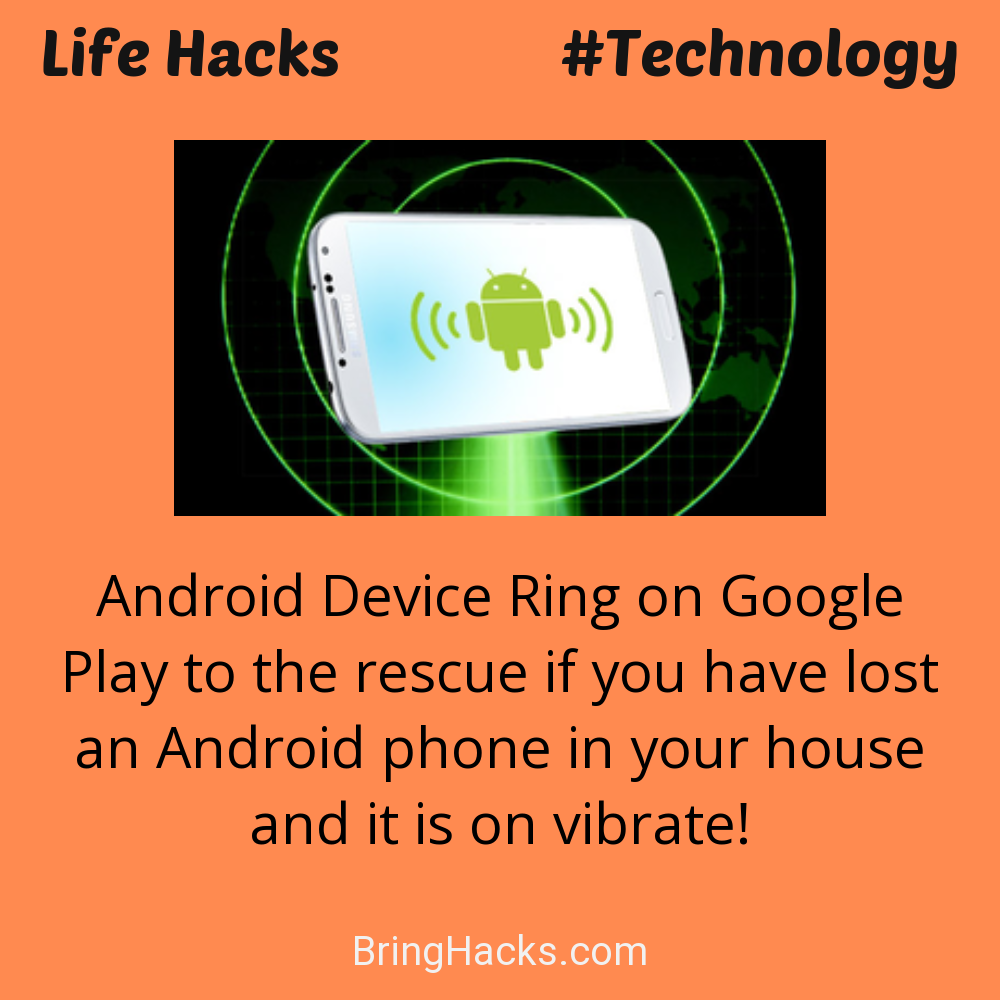 Life Hacks #Technology
SAMSUNG
Android Device Ring on Google
Play to the rescue if you have lost
an Android phone in your house
and it is on vibrate!
BringHacks.com